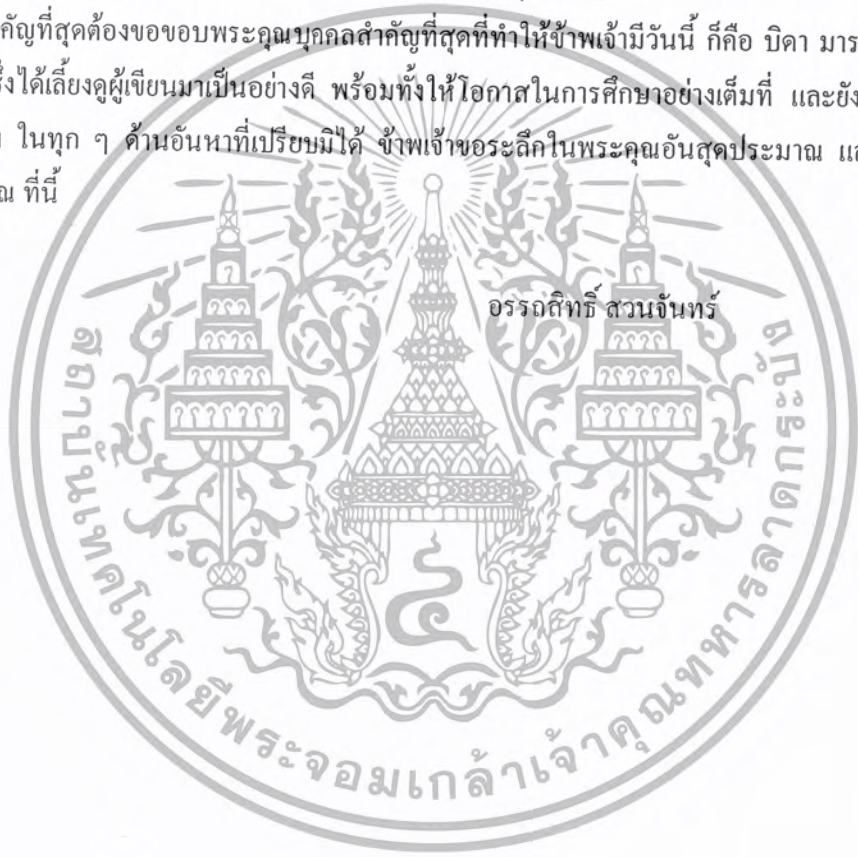 คัญที่สุดต้องขอขอบพระคุณบุคคลสำคัญที่สุดที่ทำให้ข้าพเจ้ามีวันนี้ ก็คือ บิดา มาร
ซึ่งได้เลี้ยงดูผู้เขียนมาเป็นอย่างดี พร้อมทั้งให้โอกาสในการศึกษาอย่างเต็มที่ และยัง
ในทุก ๆ ด้านอันหาที่เปรียบมิได้ ข้าพเจ้าขอระลึกในพระคุณอันสุดประมาณ แ
ณ ที่นี้
อรรถสิทธิ์ สวนจันทร์
สถาบันเทคโนโลยีพระจอมเกล้าเจ้าคุณทหารลาดกระบัง
๔